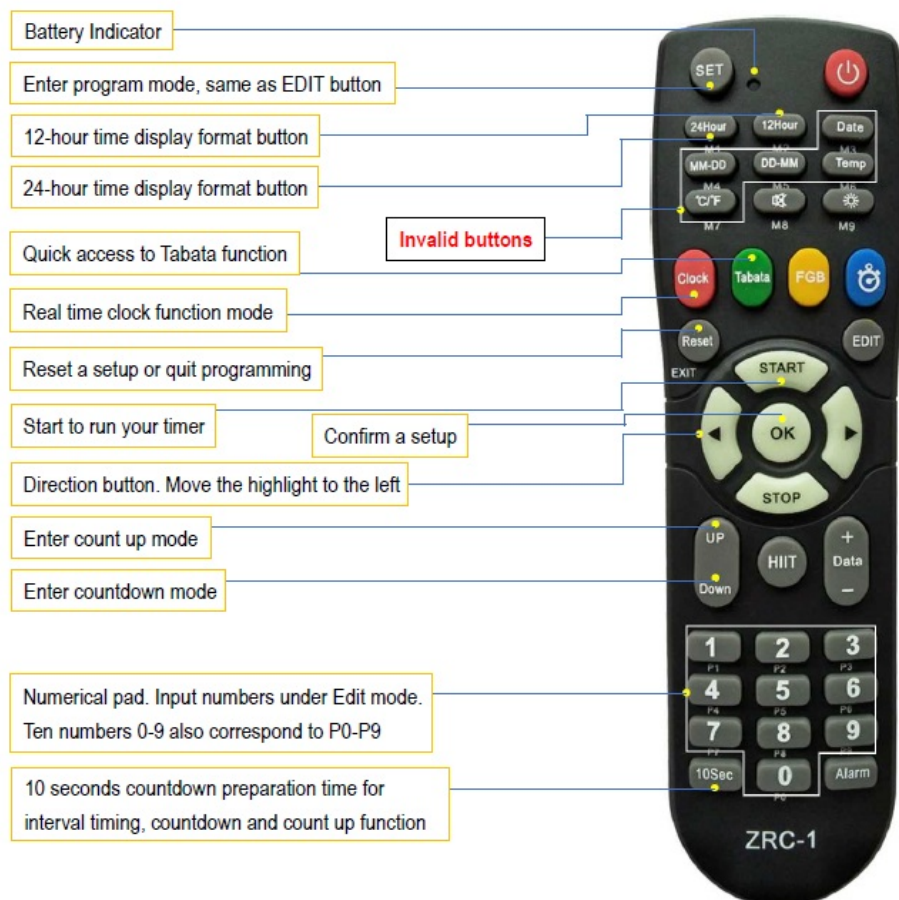 Battery Indicator
SET
Enter program mode, same as EDIT button
12-hour time display format button
24Hour 12Hour Date
M1 M2 M3
24-hour time display format button
MM-DD DD-MM Temp
M4 M5 M6
°C/°F
M7 M8 M9
Invalid buttons
Quick access to Tabata function
Clock Tabata FGB
Real time clock function mode
Reset EDIT
EXIT
Reset a setup or quit programming
START
Start to run your timer
Confirm a setup
OK
Direction button. Move the highlight to the left
STOP
Enter count up mode
UP HIIT + Data −
Enter countdown mode
Down
1 2 3
P1 P2 P3
Numerical pad. Input numbers under Edit mode.
Ten numbers 0-9 also correspond to P0-P9
4 5 6
P4 P5 P6
7 8 9
P7 P8 P9
10 seconds countdown preparation time for
interval timing, countdown and count up function
10Sec 0 Alarm
P0
ZRC-1